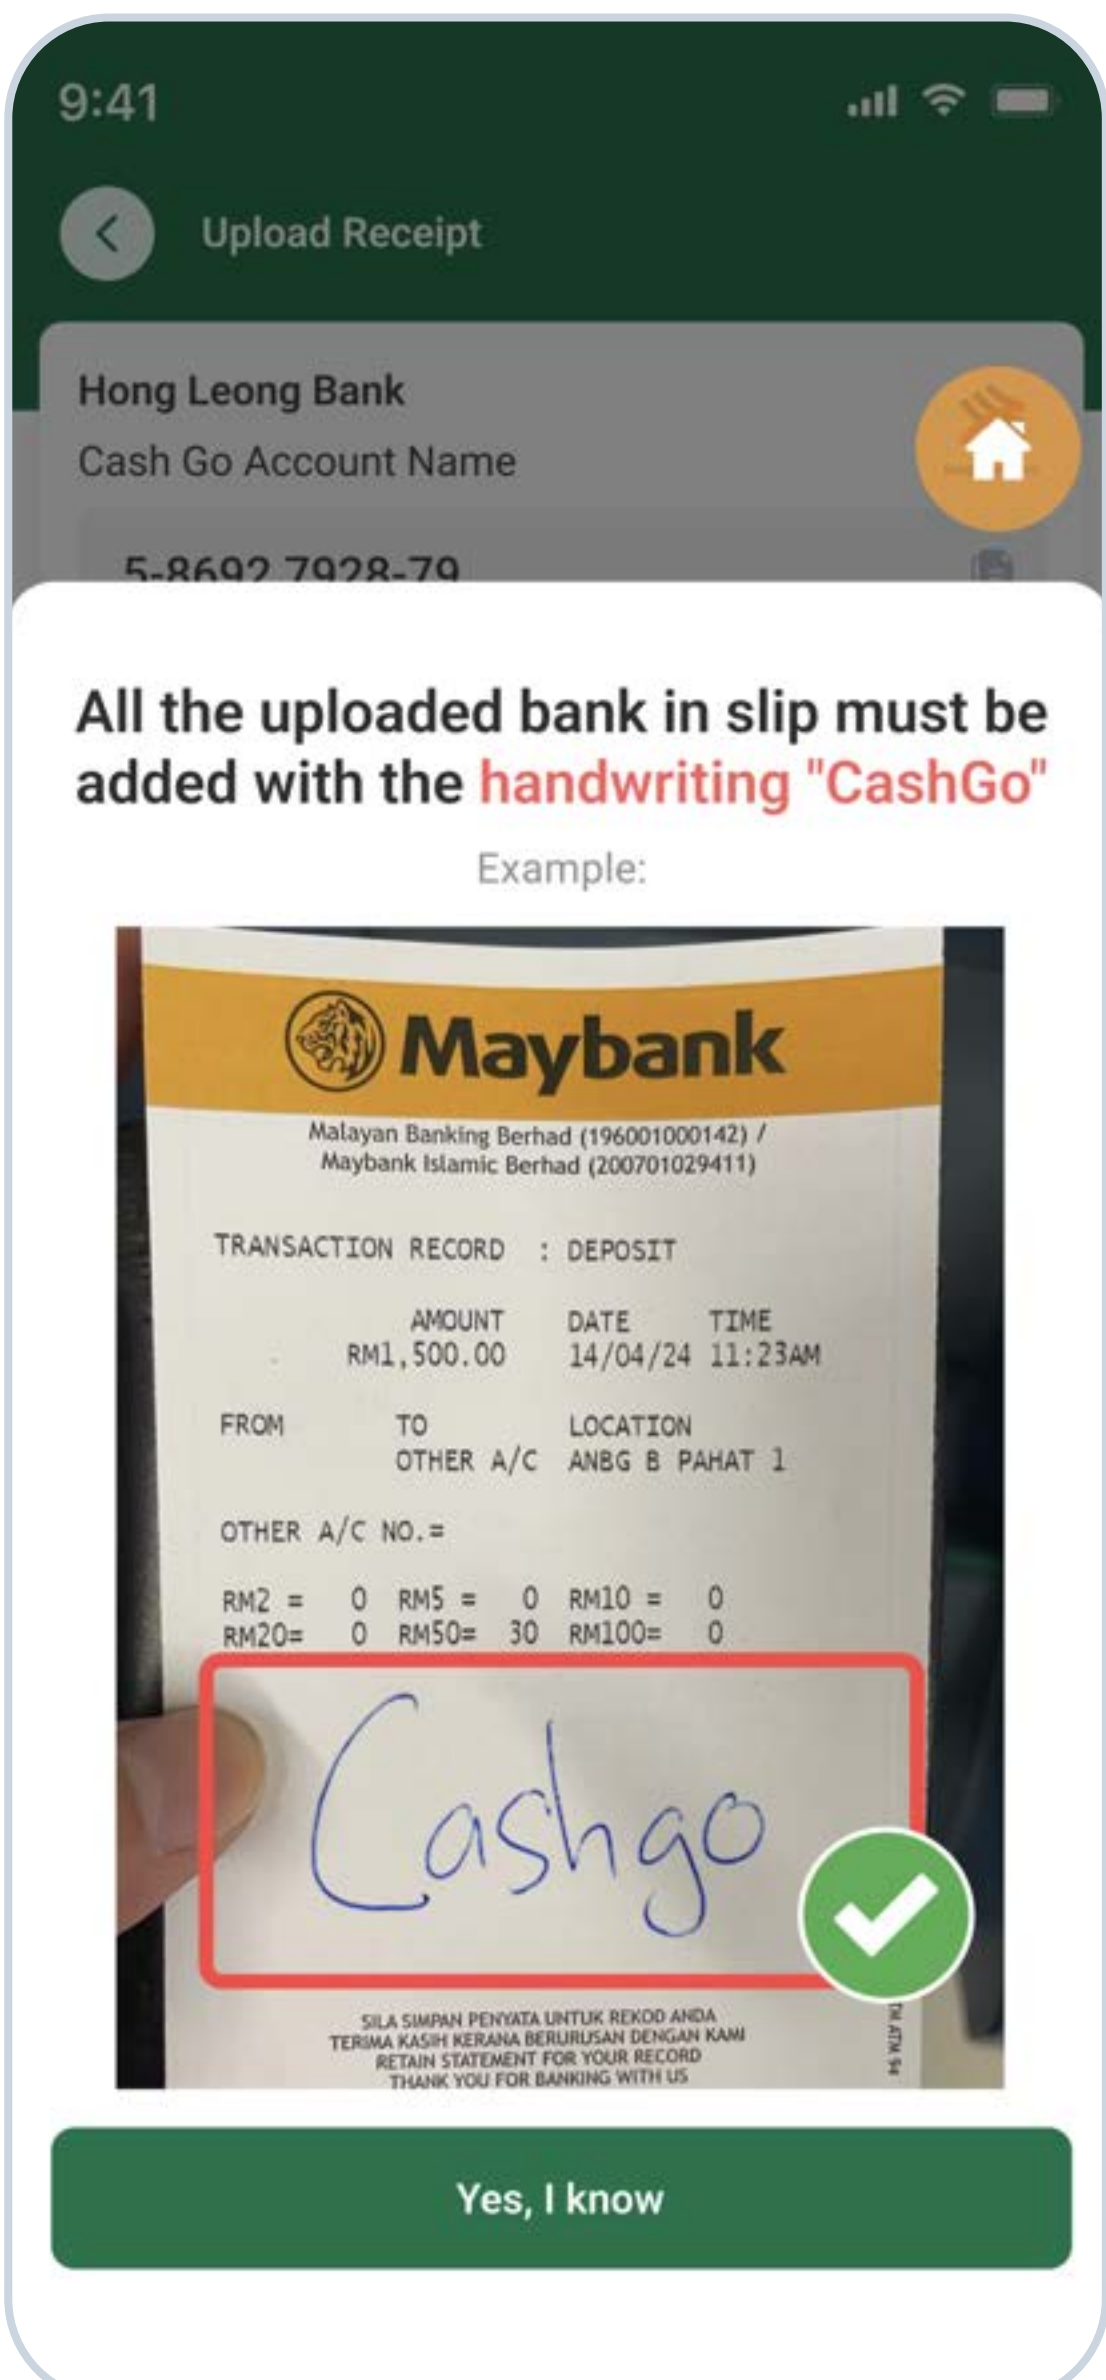 9:41
Upload Receipt
Hong Leong Bank
Cash Go Account Name
5-8692 7928-79
All the uploaded bank in slip must be
added with the handwriting "CashGo"
Example:
Maybank
Malayan Banking Berhad (196001000142) /
Maybank Islamic Berhad (200701029411)
TRANSACTION RECORD : DEPOSIT
AMOUNT DATE TIME
RM1,500.00 14/04/24 11:23AM
FROM TO LOCATION
OTHER A/C ANBG B PAHAT 1
OTHER A/C NO.=
RM2 = 0 RM5 = 0 RM10 = 0
RM20= 0 RM50= 30 RM100= 0
Cashgo
SILA SIMPAN PENYATA UNTUK REKOD ANDA
TERIMA KASIH KERANA BERURUSAN DENGAN KAMI
RETAIN STATEMENT FOR YOUR RECORD
THANK YOU FOR BANKING WITH US
Yes, I know